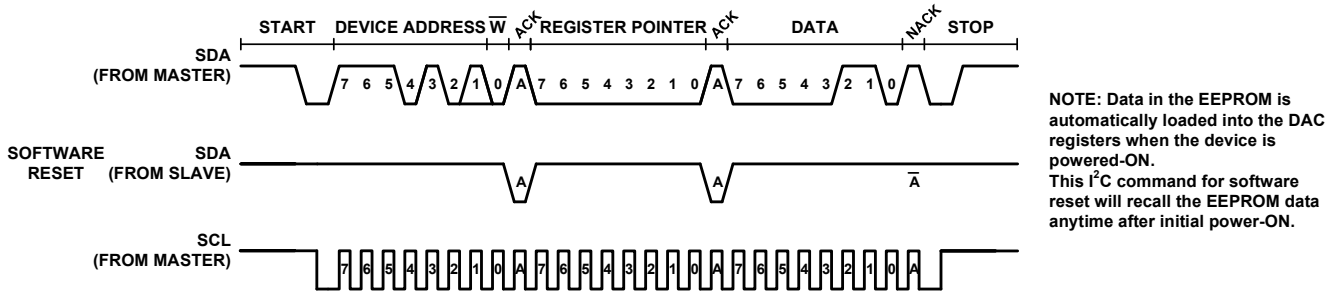 START DEVICE ADDRESS W̅ ACK REGISTER POINTER ACK DATA NACK STOP
SDA
(FROM MASTER)
7 6 5 4 3 2 1 0 A 7 6 5 4 3 2 1 0 A 7 6 5 4 3 2 1 0 A
SOFTWARE RESET
SDA
(FROM SLAVE)
A A A̅
SCL
(FROM MASTER)
7 6 5 4 3 2 1 0 A 7 6 5 4 3 2 1 0 A 7 6 5 4 3 2 1 0 A
NOTE: Data in the EEPROM is
automatically loaded into the DAC
registers when the device is
powered-ON.
This I²C command for software
reset will recall the EEPROM data
anytime after initial power-ON.